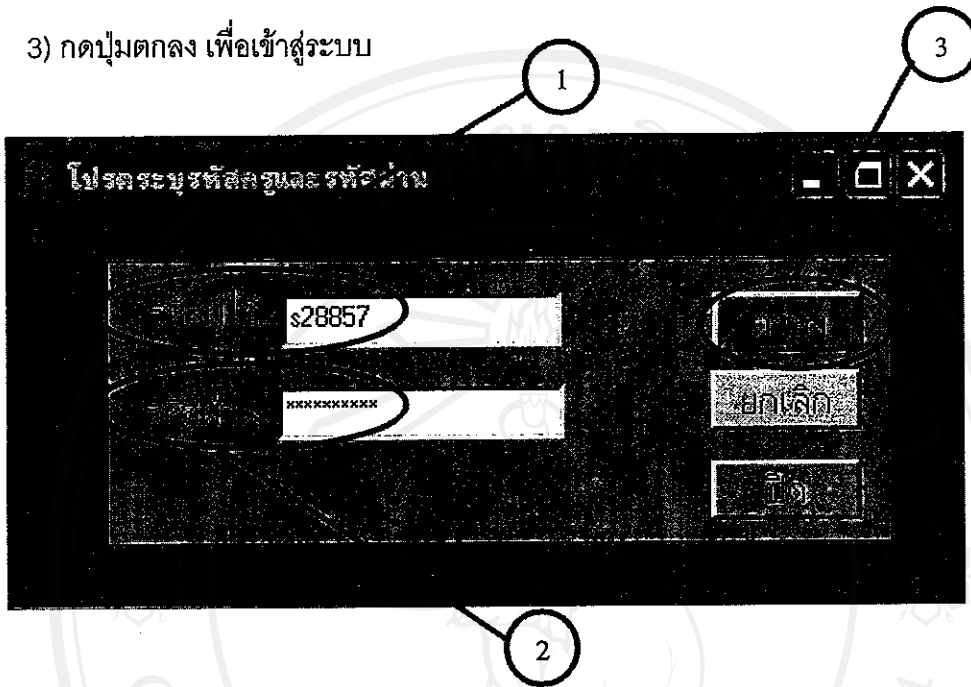 3) กดปุ่มตกลง เพื่อเข้าสู่ระบบ
1
3
โปรดระบุรหัสครูและรหัสผ่าน
s28857
xxxxxxxxxx
ยกเลิก
ปิด
2